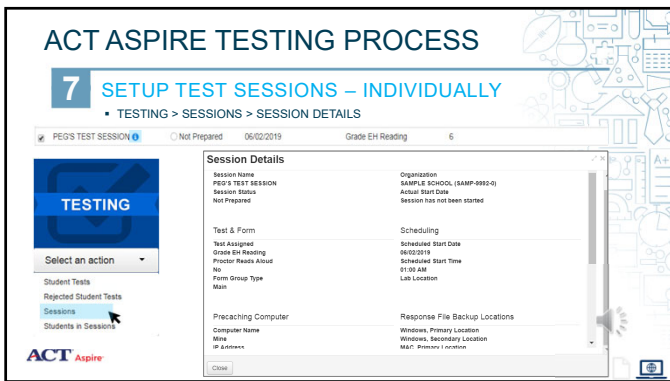 ACT ASPIRE TESTING PROCESS
7
SETUP TEST SESSIONS – INDIVIDUALLY
▪ TESTING > SESSIONS > SESSION DETAILS
PEG'S TEST SESSION Not Prepared 06/02/2019 Grade EH Reading 6
TESTING
Select an action
Student Tests
Rejected Student Tests
Sessions
Students in Sessions
Session Details
Session Name Organization
PEG'S TEST SESSION SAMPLE SCHOOL (SAMP-9992-0)
Session Status Actual Start Date
Not Prepared Session has not been started
Test & Form Scheduling
Test Assigned Scheduled Start Date
Grade EH Reading 06/02/2019
Proctor Reads Aloud Scheduled Start Time
No 01:00 AM
Form Group Type Lab Location
Main
Precaching Computer Response File Backup Locations
Computer Name Windows, Primary Location
Mine Windows, Secondary Location
IP Address MAC, Primary Location
Close
ACT Aspire
A+